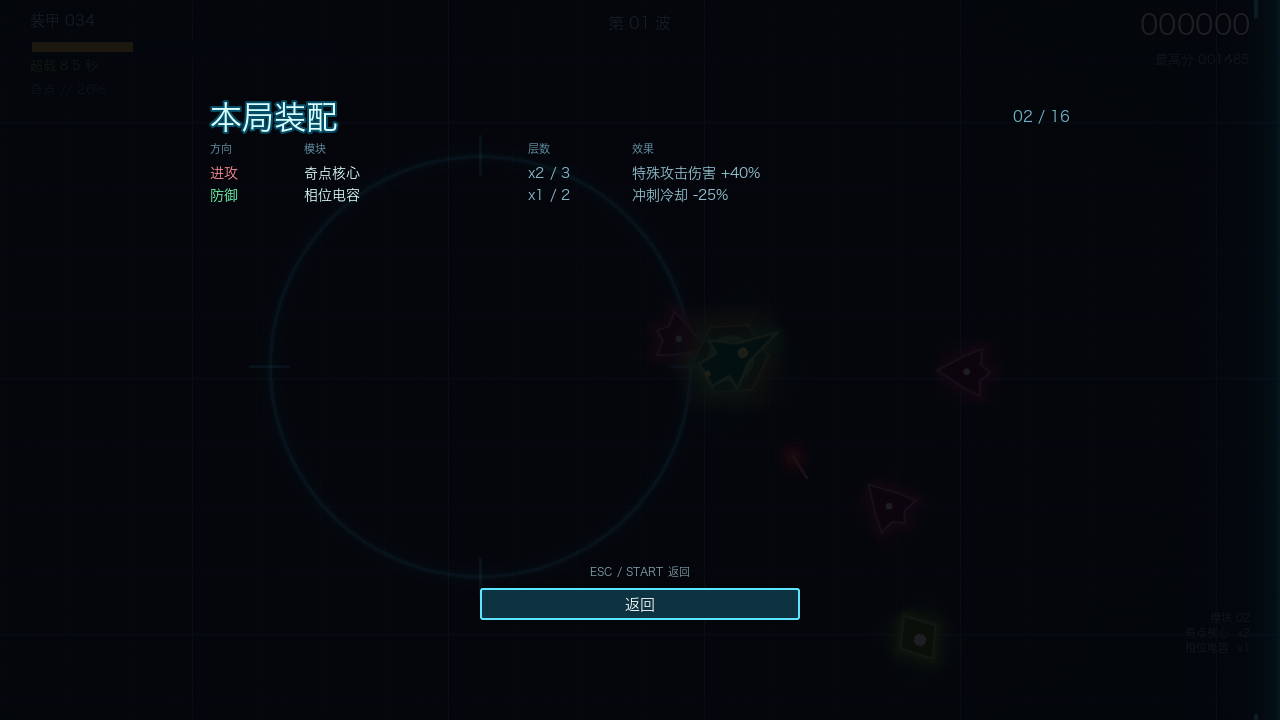 装甲 034
第 01 波
000000
超载 8.5 秒
最高分 001485
奇点 // 26%
本局装配
02 / 16
方向 模块 层数 效果
进攻 奇点核心 x2 / 3 特殊攻击伤害 +40%
防御 相位电容 x1 / 2 冲刺冷却 -25%
ESC / START 返回
返回
模块 02
奇点核心 x2
相位电容 x1